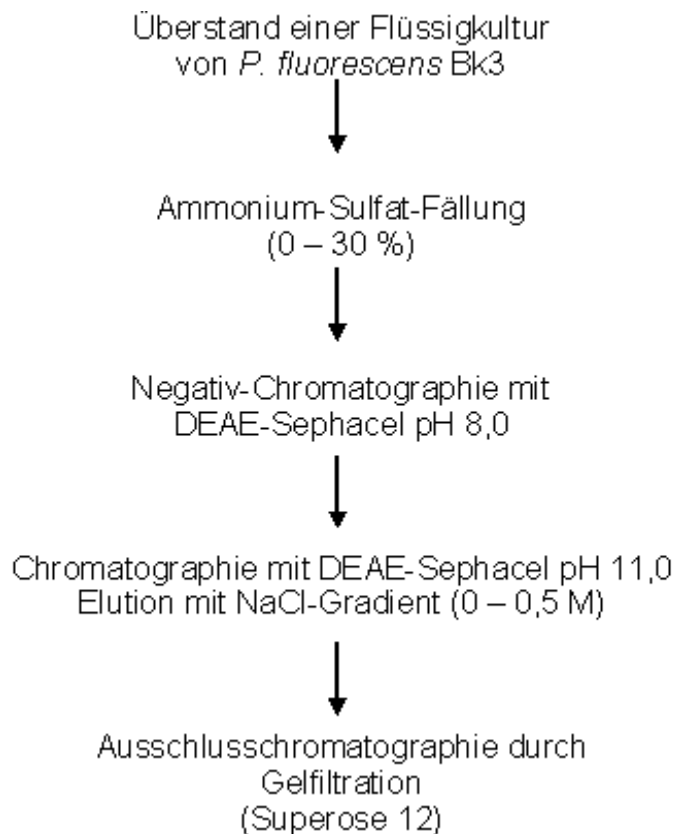 Überstand einer Flüssigkultur
von P. fluorescens Bk3
Ammonium-Sulfat-Fällung
(0 – 30 %)
Negativ-Chromatographie mit
DEAE-Sephacel pH 8,0
Chromatographie mit DEAE-Sephacel pH 11,0
Elution mit NaCl-Gradient (0 – 0,5 M)
Ausschlusschromatographie durch
Gelfiltration
(Superose 12)